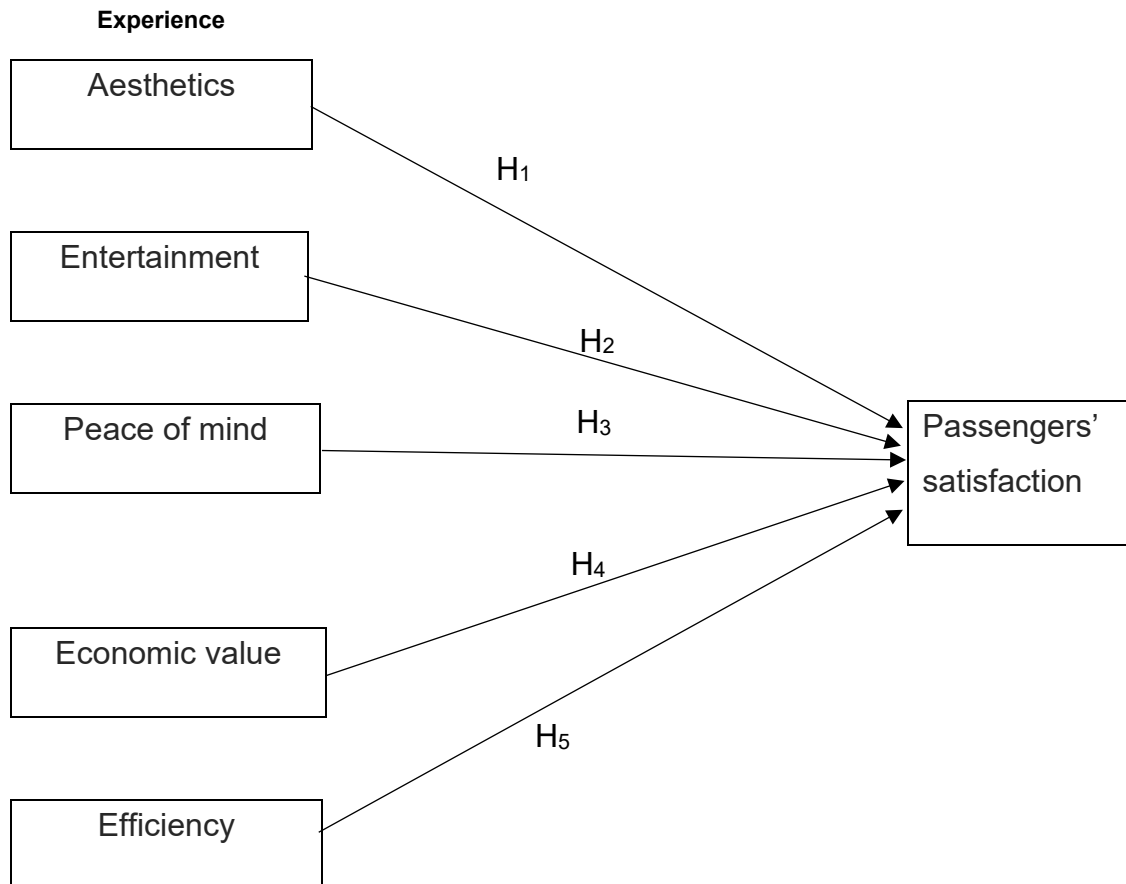 Experience
Aesthetics
H1
Entertainment
H2
Peace of mind
H3
Passengers’
satisfaction
H4
Economic value
H5
Efficiency